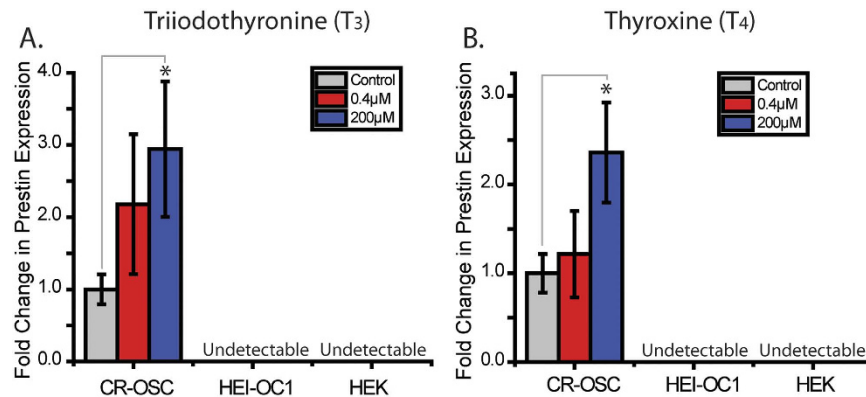 A.
Triiodothyronine (T3)
Fold Change in Prestin Expression
4.0
3.0
2.0
1.0
0.0
*
Control
0.4µM
200µM
Undetectable Undetectable
CR-OSC HEI-OC1 HEK
B.
Thyroxine (T4)
Fold Change in Prestin Expression
3.0
2.0
1.0
0.0
*
Control
0.4µM
200µM
Undetectable Undetectable
CR-OSC HEI-OC1 HEK